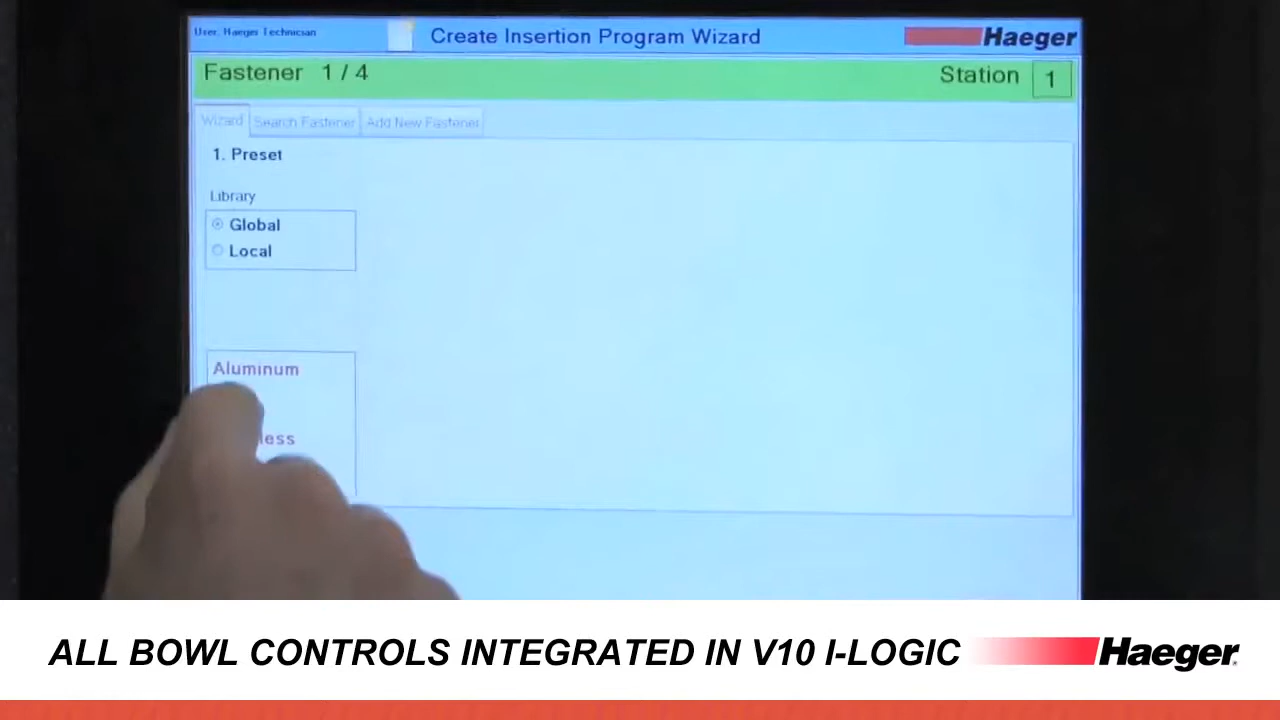 User, Haeger Technician
Create Insertion Program Wizard
Haeger
Fastener 1 / 4
Station 1
Wizard
Search Fastener
Add New Fastener
1. Preset
Library
Global
Local
Aluminum
ALL BOWL CONTROLS INTEGRATED IN V10 I-LOGIC
Haeger